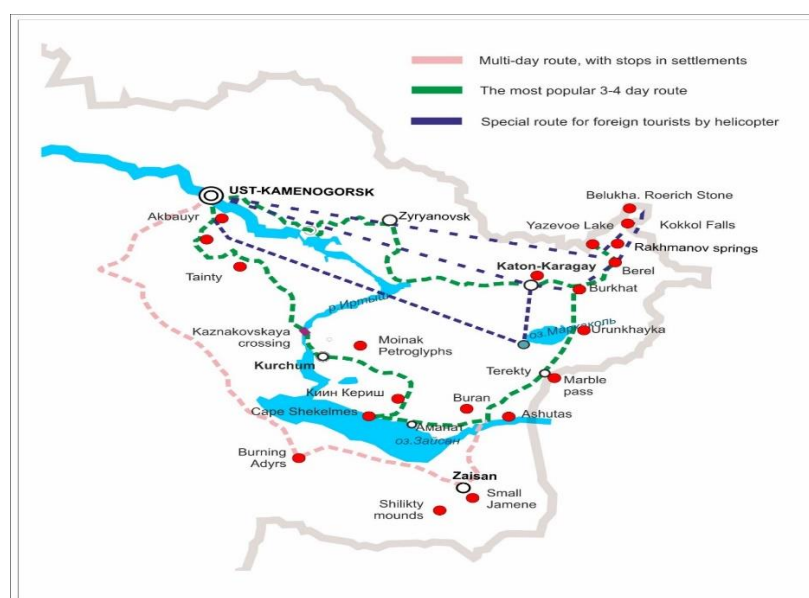 Multi-day route, with stops in settlements
The most popular 3-4 day route
Special route for foreign tourists by helicopter
UST-KAMENOGORSK
Belukha. Roerich Stone
Akbauyr
Zyryanovsk
Yazevoe Lake
Kokkol Falls
Rakhmanov springs
Tainty
Katon-Karagay
Berel
Burkhat
р.Иртыш
оз.Маркаколь
Urunkhayka
Kaznakovskaya
crossing
Moinak
Petroglyphs
Kurchum
Terekty
Marble
pass
Киин Кериш
Buran
Cape Shekelmes
Аманат
Ashutas
оз.Зайсан
Burning
Adyrs
Zaisan
Small
Jamene
Shilikty
mounds